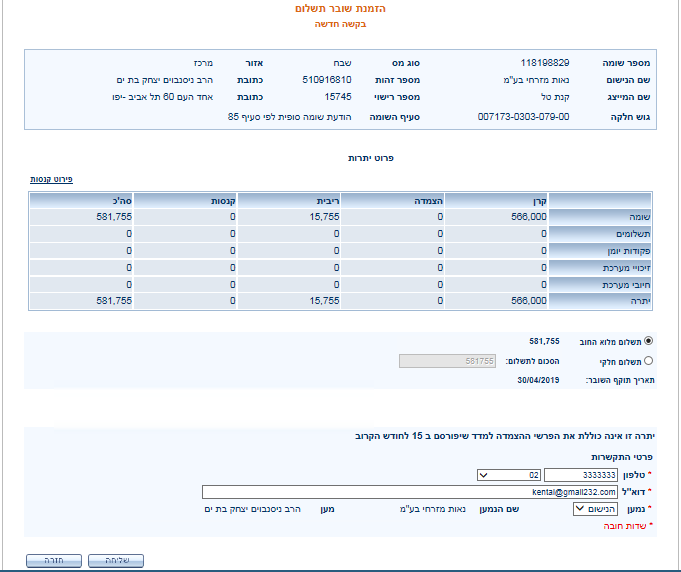 הזמנת שובר תשלום
בקשה חדשה
מספר שומה 118198829 סוג מס שבח אזור מרכז
שם הנישום נאות מזרחי בע"מ מספר זהות 510916810 כתובת הרב ניסנבוים יצחק בת ים
שם המייצג קנת טל מספר רישוי 15745 כתובת אחד העם 60 תל אביב -יפו
גוש חלקה 007173-0303-079-00 סעיף השומה הודעת שומה סופית לפי סעיף 85
פרוט יתרות
פירוט קנסות
קרן הצמדה ריבית קנסות סה'כ
שומה 566,000 0 15,755 0 581,755
תשלומים 0 0 0 0 0
פקודות יומן 0 0 0 0 0
זיכויי מערכת 0 0 0 0 0
חיובי מערכת 0 0 0 0 0
יתרה 566,000 0 15,755 0 581,755
תשלום מלוא החוב 581,755
תשלום חלקי הסכום לתשלום: 581755
תאריך תוקף השובר: 30/04/2019
יתרה זו אינה כוללת את הפרשי ההצמדה למדד שיפורסם ב 15 לחודש הקרוב
פרטי התקשרות
* טלפון 3333333 02
* דוא"ל kental@gmail232.com
* נמען הנישום שם הנמען נאות מזרחי בע"מ מען הרב ניסנבוים יצחק בת ים
* שדות חובה
שליחה חזרה